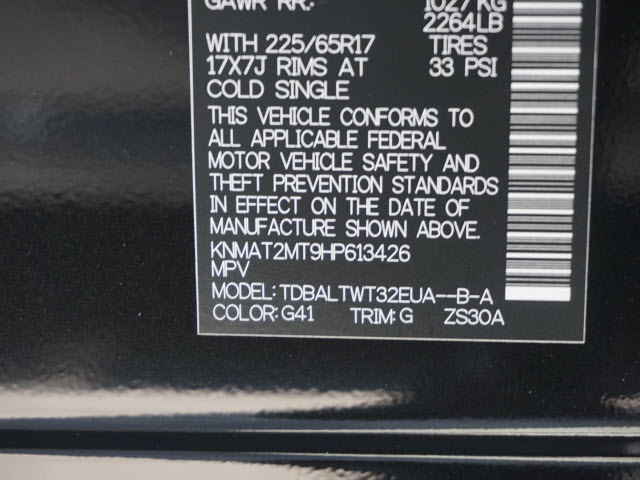 GAWR RR: 1027 KG
2264LB
WITH 225/65R17 TIRES
17X7J RIMS AT 33 PSI
COLD SINGLE
THIS VEHICLE CONFORMS TO
ALL APPLICABLE FEDERAL
MOTOR VEHICLE SAFETY AND
THEFT PREVENTION STANDARDS
IN EFFECT ON THE DATE OF
MANUFACTURE SHOWN ABOVE.
KNMAT2MT9HP613426
MPV
MODEL: TDBALTWT32EUA--B-A
COLOR: G41 TRIM: G ZS30A